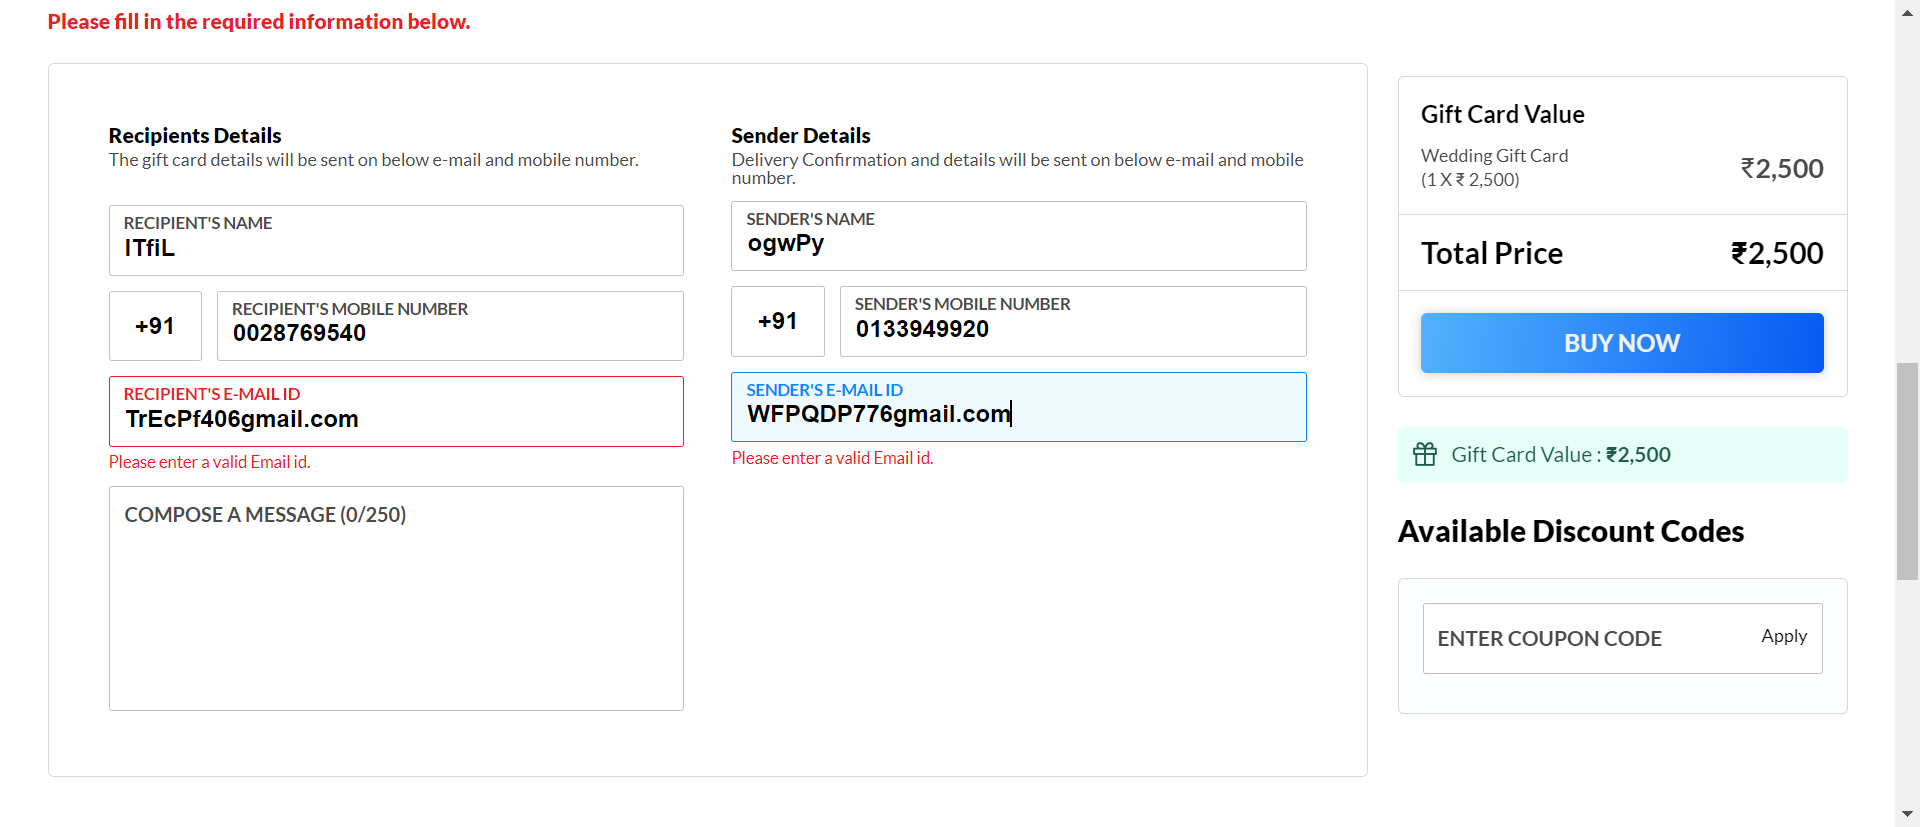 Please fill in the required information below.
Recipients Details
The gift card details will be sent on below e-mail and mobile number.
RECIPIENT'S NAME
ITfiL
+91
RECIPIENT'S MOBILE NUMBER
0028769540
RECIPIENT'S E-MAIL ID
TrEcPf406gmail.com
Please enter a valid Email id.
COMPOSE A MESSAGE (0/250)
Sender Details
Delivery Confirmation and details will be sent on below e-mail and mobile
number.
SENDER'S NAME
ogwPy
+91
SENDER'S MOBILE NUMBER
0133949920
SENDER'S E-MAIL ID
WFPQDP776gmail.com
Please enter a valid Email id.
Gift Card Value
Wedding Gift Card
(1 X ₹ 2,500)
₹2,500
Total Price
₹2,500
BUY NOW
Gift Card Value : ₹2,500
Available Discount Codes
ENTER COUPON CODE
Apply